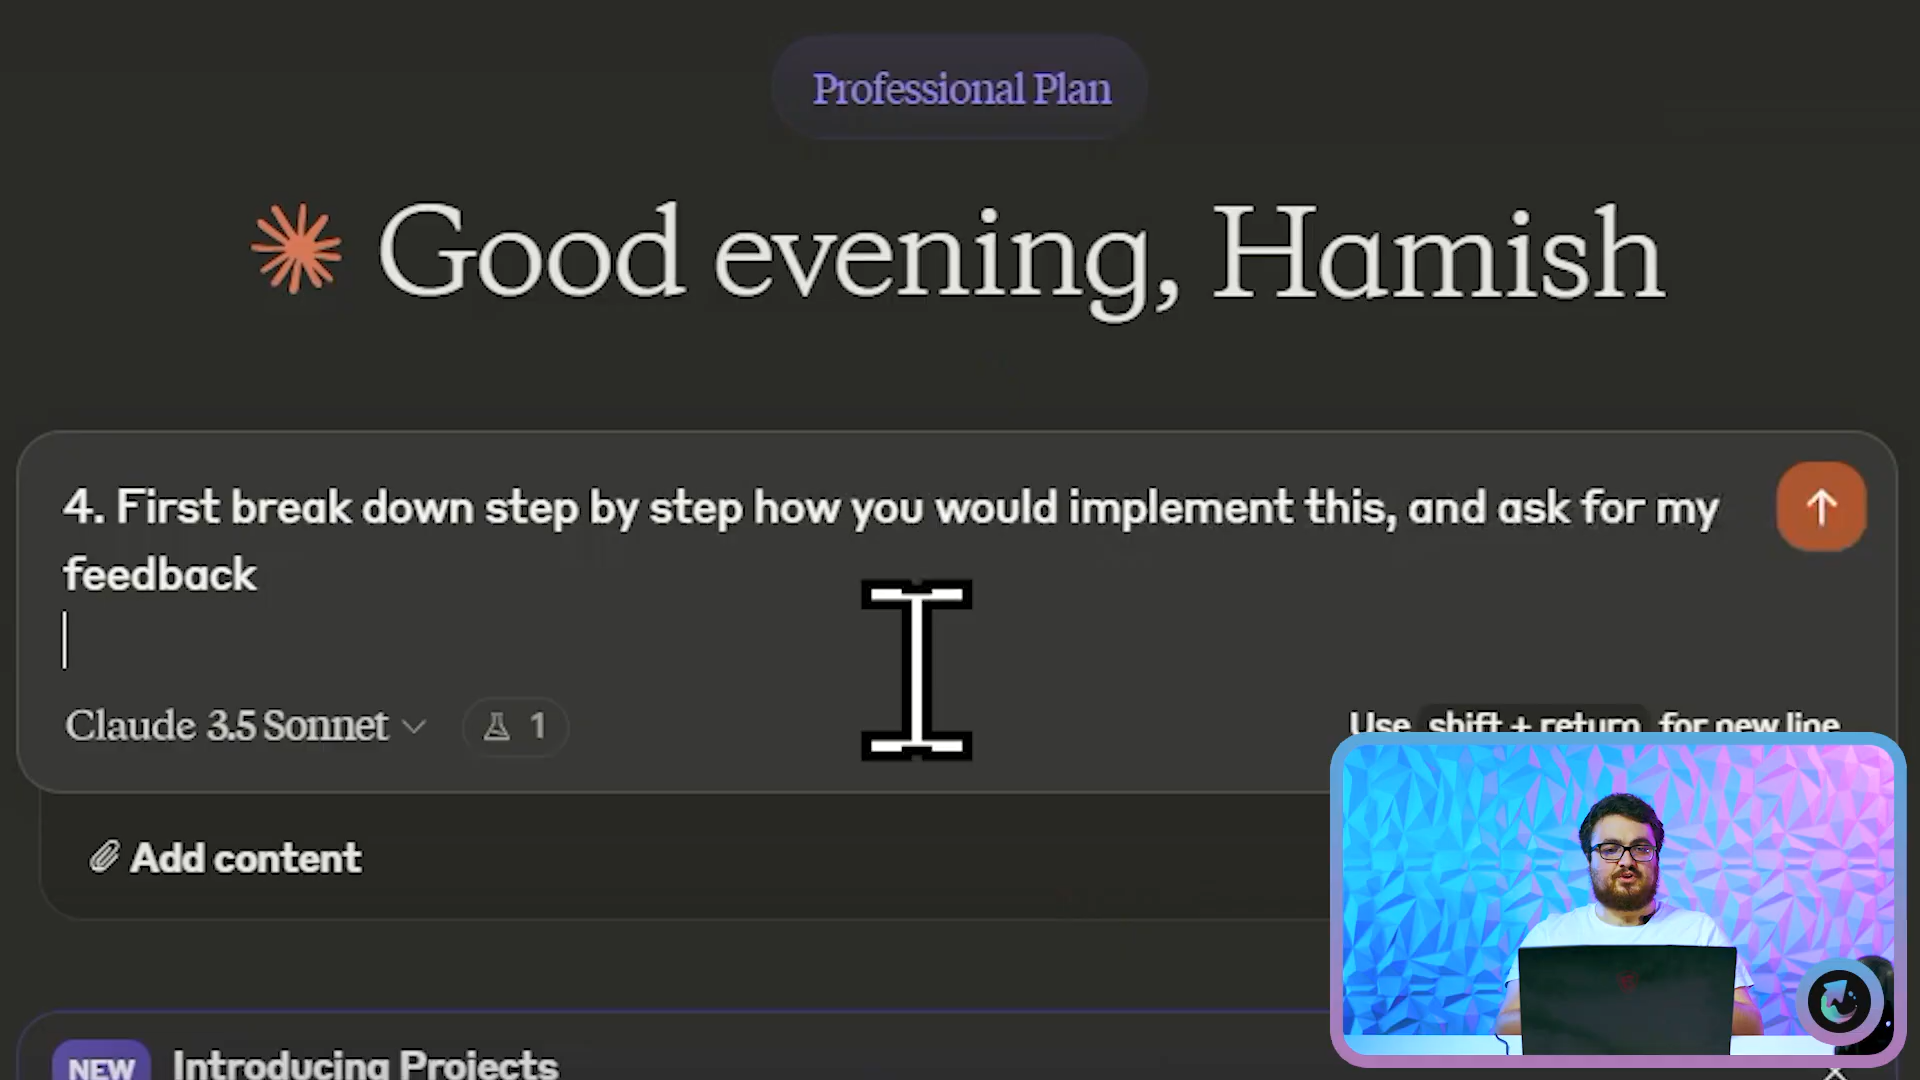 Professional Plan
Good evening, Hamish
4. First break down step by step how you would implement this, and ask for my
feedback
Claude 3.5 Sonnet 1
Use shift + return for new line
Add content
NEW Introducing Projects